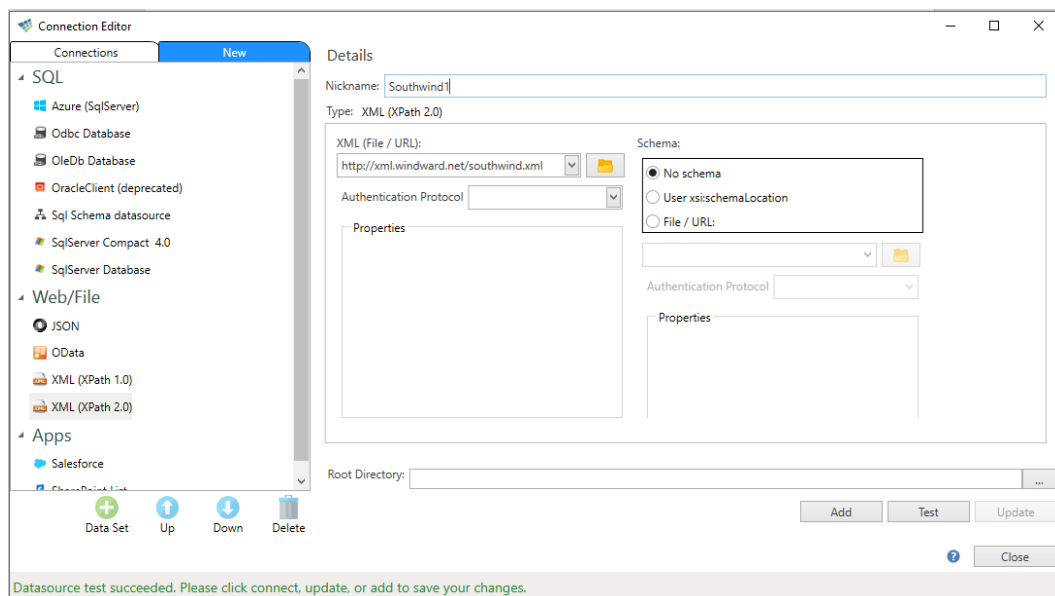 Connection Editor
Connections
New
SQL
Azure (SqlServer)
Odbc Database
OleDb Database
OracleClient (deprecated)
Sql Schema datasource
SqlServer Compact 4.0
SqlServer Database
Web/File
JSON
OData
XML (XPath 1.0)
XML (XPath 2.0)
Apps
Salesforce
SharePoint List
Data Set
Up
Down
Delete
Details
Nickname: Southwind1
Type: XML (XPath 2.0)
XML (File / URL):
http://xml.windward.net/southwind.xml
Authentication Protocol
Properties
Schema:
No schema
User xsi:schemaLocation
File / URL:
Authentication Protocol
Properties
Root Directory:
...
Add
Test
Update
Close
Datasource test succeeded. Please click connect, update, or add to save your changes.